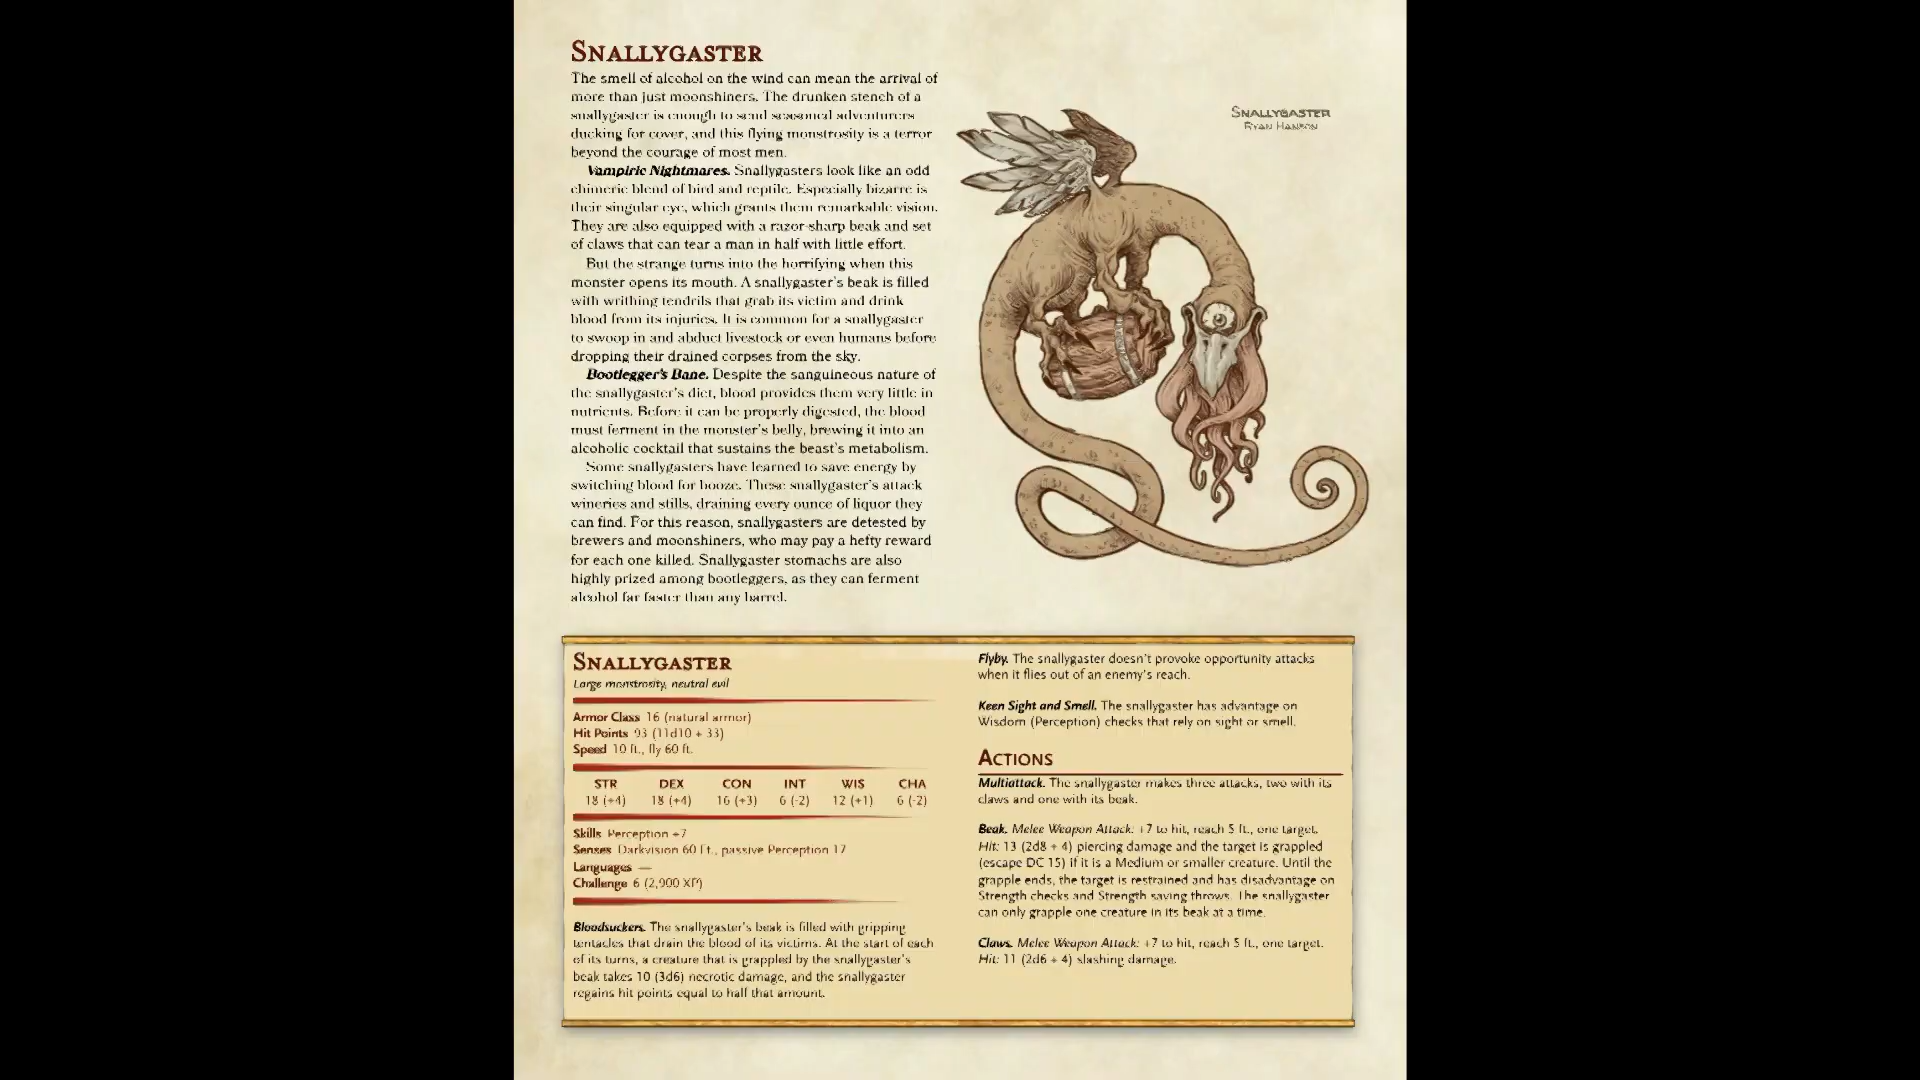 SNALLYGASTER
The smell of alcohol on the wind can mean the arrival of
more than just moonshiners. The drunken stench of a
snallygaster is enough to send seasoned adventurers
ducking for cover, and this flying monstrosity is a terror
beyond the courage of most men.
Vampiric Nightmares. Snallygasters look like an odd
chimeric blend of bird and reptile. Especially bizarre is
their singular eye, which grants them remarkable vision.
They are also equipped with a razor-sharp beak and set
of claws that can tear a man in half with little effort.
But the strange turns into the horrifying when this
monster opens its mouth. A snallygaster's beak is filled
with writhing tendrils that grab its victim and drink
blood from its injuries. It is common for a snallygaster
to swoop in and abduct livestock or even humans before
dropping their drained corpses from the sky.
Bootlegger's Bane. Despite the sanguineous nature of
the snallygaster's diet, blood provides them very little in
nutrients. Before it can be properly digested, the blood
must ferment in the monster's belly, brewing it into an
alcoholic cocktail that sustains the beast's metabolism.
Some snallygasters have learned to save energy by
switching blood for booze. These snallygaster's attack
wineries and stills, draining every ounce of liquor they
can find. For this reason, snallygasters are detested by
brewers and moonshiners, who may pay a hefty reward
for each one killed. Snallygaster stomachs are also
highly prized among bootleggers, as they can ferment
alcohol far faster than any barrel.
SNALLYGASTER
RYAN HANSON
SNALLYGASTER
Large monstrosity, neutral evil
Armor Class 16 (natural armor)
Hit Points 93 (11d10 + 33)
Speed 10 ft., fly 60 ft.
STR DEX CON INT WIS CHA
18 (+4) 18 (+4) 16 (+3) 6 (-2) 12 (+1) 6 (-2)
Skills Perception +7
Senses Darkvision 60 Ft., passive Perception 17
Languages —
Challenge 6 (2,900 XP)
Bloodsuckers. The snallygaster's beak is filled with gripping
tentacles that drain the blood of its victims. At the start of each
of its turns, a creature that is grappled by the snallygaster's
beak takes 10 (3d6) necrotic damage, and the snallygaster
regains hit points equal to half that amount.
Flyby. The snallygaster doesn't provoke opportunity attacks
when it flies out of an enemy's reach.
Keen Sight and Smell. The snallygaster has advantage on
Wisdom (Perception) checks that rely on sight or smell.
ACTIONS
Multiattack. The snallygaster makes three attacks, two with its
claws and one with its beak.
Beak. Melee Weapon Attack: +7 to hit, reach 5 ft., one target.
Hit: 13 (2d8 + 4) piercing damage and the target is grappled
(escape DC 15) if it is a Medium or smaller creature. Until the
grapple ends, the target is restrained and has disadvantage on
Strength checks and Strength saving throws. The snallygaster
can only grapple one creature in its beak at a time.
Claws. Melee Weapon Attack: +7 to hit, reach 5 ft., one target.
Hit: 11 (2d6 + 4) slashing damage.